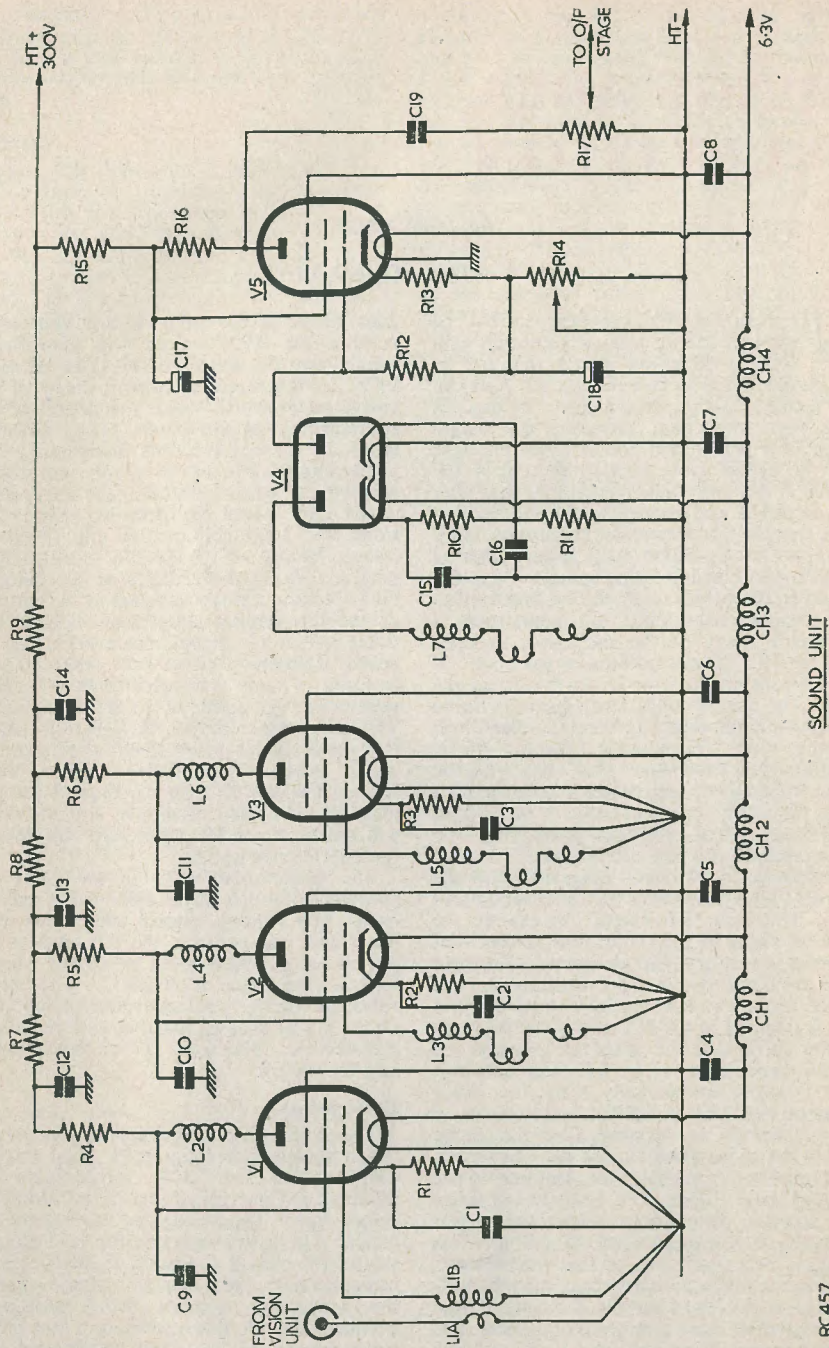 HT+
300V
R9
R8
R7
C14
C13
C12
R15
R16
C17
R6
R5
R4
C11
C10
C9
L6
L4
L2
V5
V4
V3
V2
V1
C19
R17
TO O/P
STAGE
R12
R13
R14
C18
R10
R11
C15
C16
L7
R3
C3
L5
R2
C2
L3
R1
C1
L1B
L1A
FROM
VISION
UNIT
HT-
C8
C7
C6
C5
C4
CH4
CH3
CH2
CH1
6·3V
SOUND UNIT
RC457